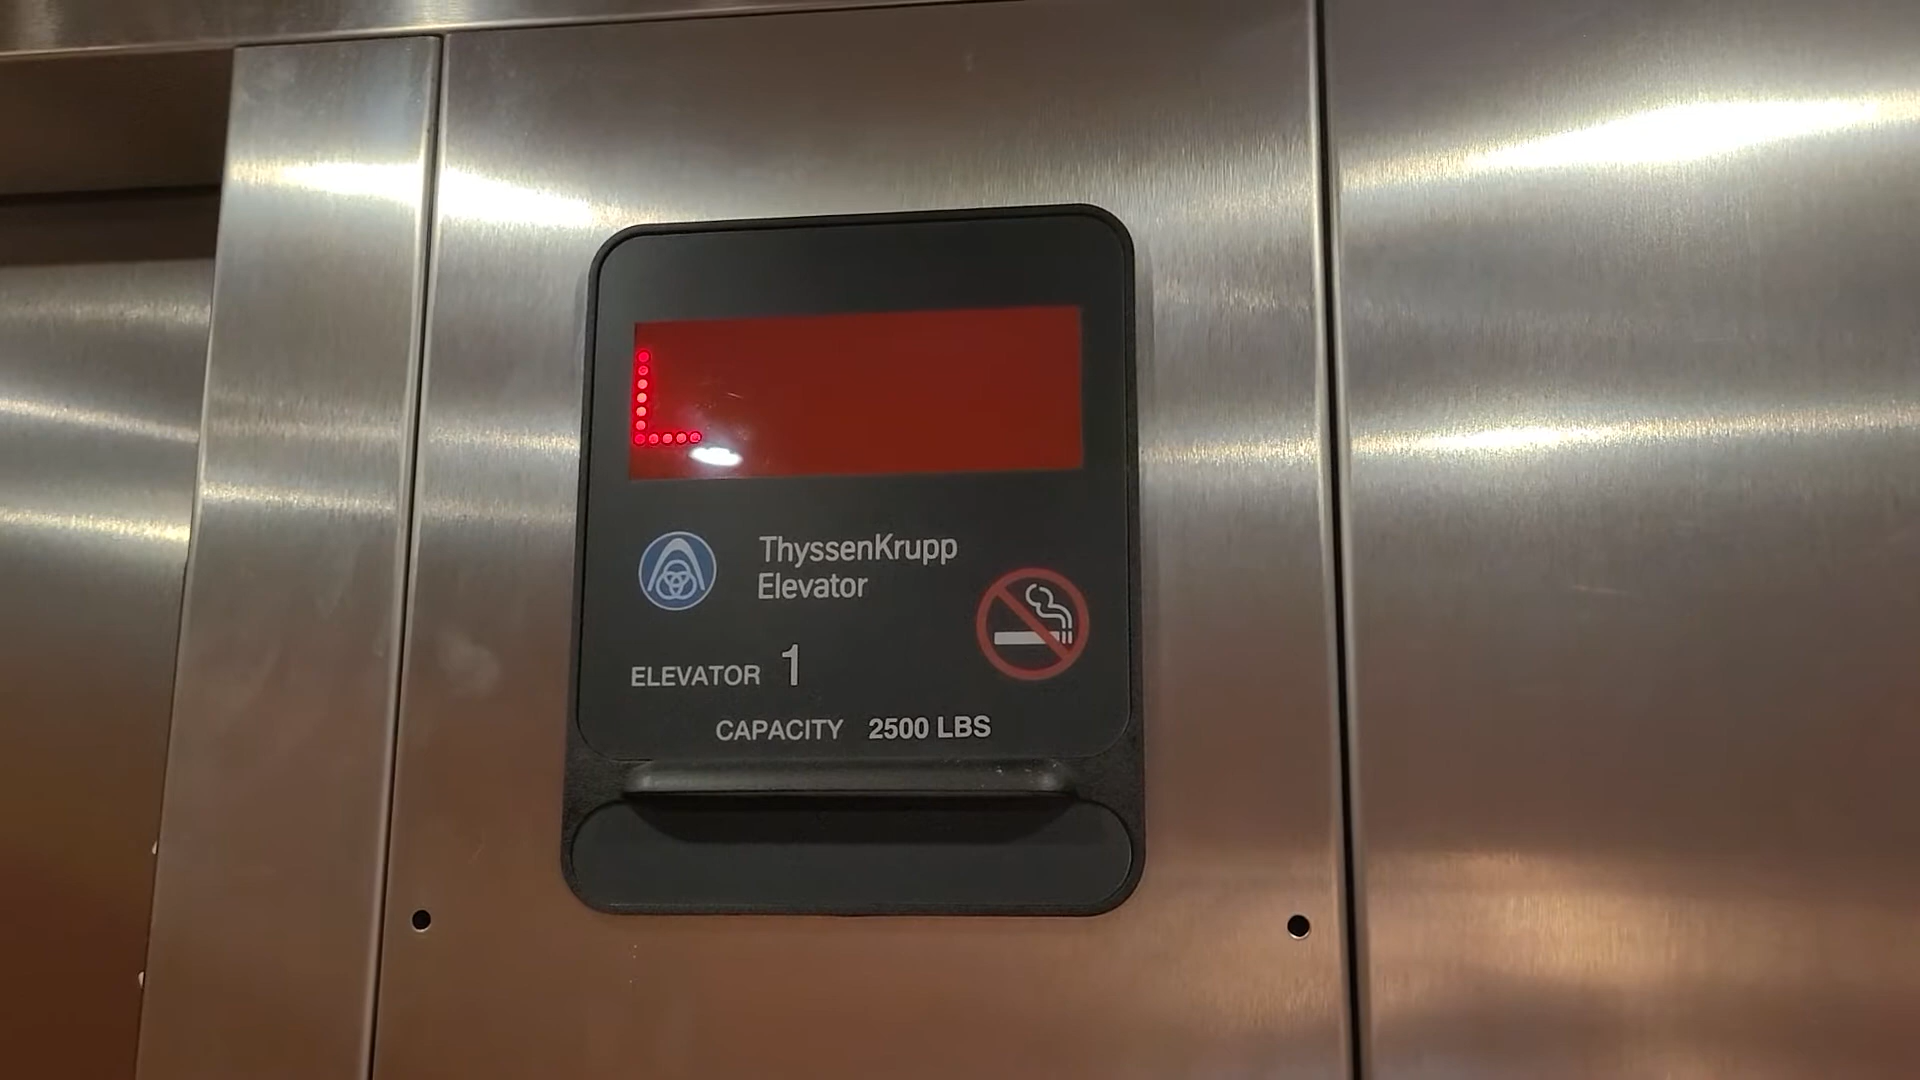 L
ThyssenKrupp
Elevator
ELEVATOR 1
CAPACITY 2500 LBS